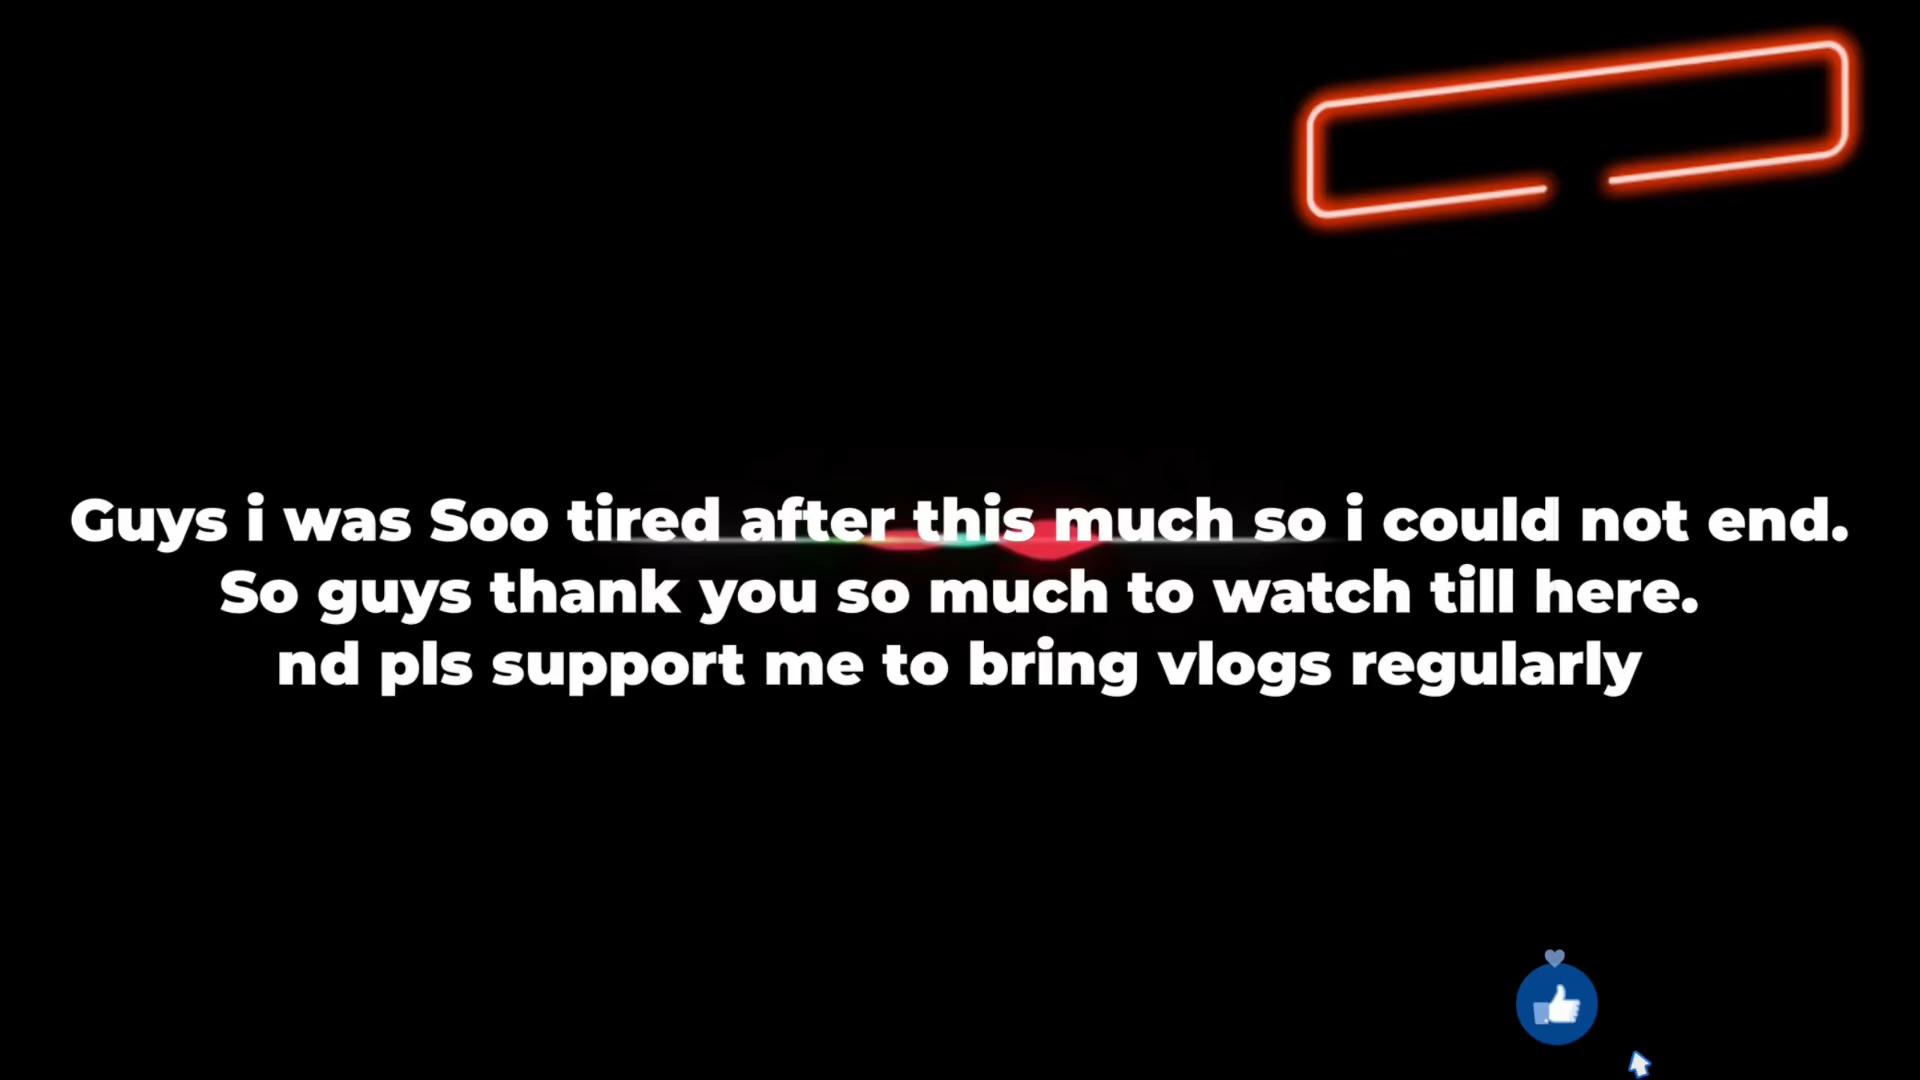 Guys i was Soo tired after this much so i could not end.
So guys thank you so much to watch till here.
nd pls support me to bring vlogs regularly